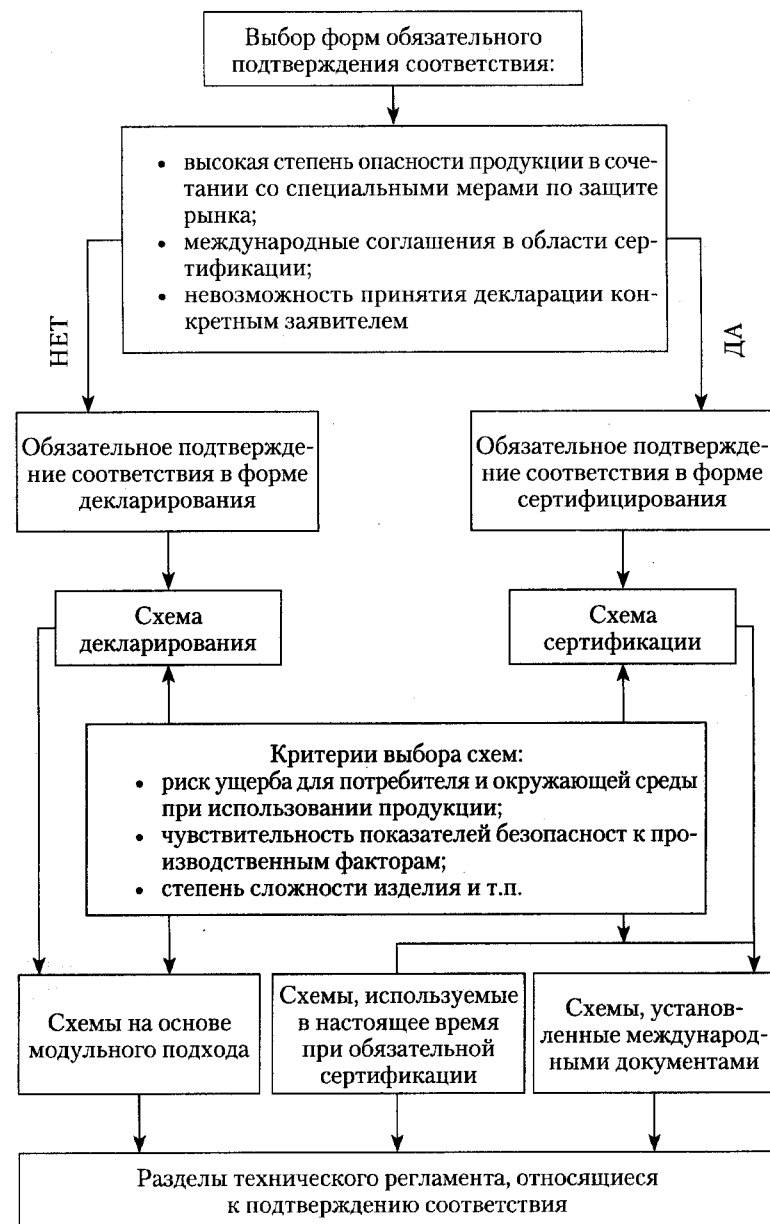 Выбор форм обязательного
подтверждения соответствия:
• высокая степень опасности продукции в соче-
тании со специальными мерами по защите
рынка;
• международные соглашения в области сер-
тификации;
• невозможность принятия декларации кон-
кретным заявителем
НЕТ
ДА
Обязательное подтвержде-
ние соответствия в форме
декларирования
Обязательное подтвержде-
ние соответствия в форме
сертифицирования
Схема
декларирования
Схема
сертификации
Критерии выбора схем:
• риск ущерба для потребителя и окружающей среды
при использовании продукции;
• чувствительность показателей безопасност к про-
изводственным факторам;
• степень сложности изделия и т.п.
Схемы на основе
модульного подхода
Схемы, используемые
в настоящее время
при обязательной
сертификации
Схемы, установ-
ленные международ-
ными документами
Разделы технического регламента, относящиеся
к подтверждению соответствия